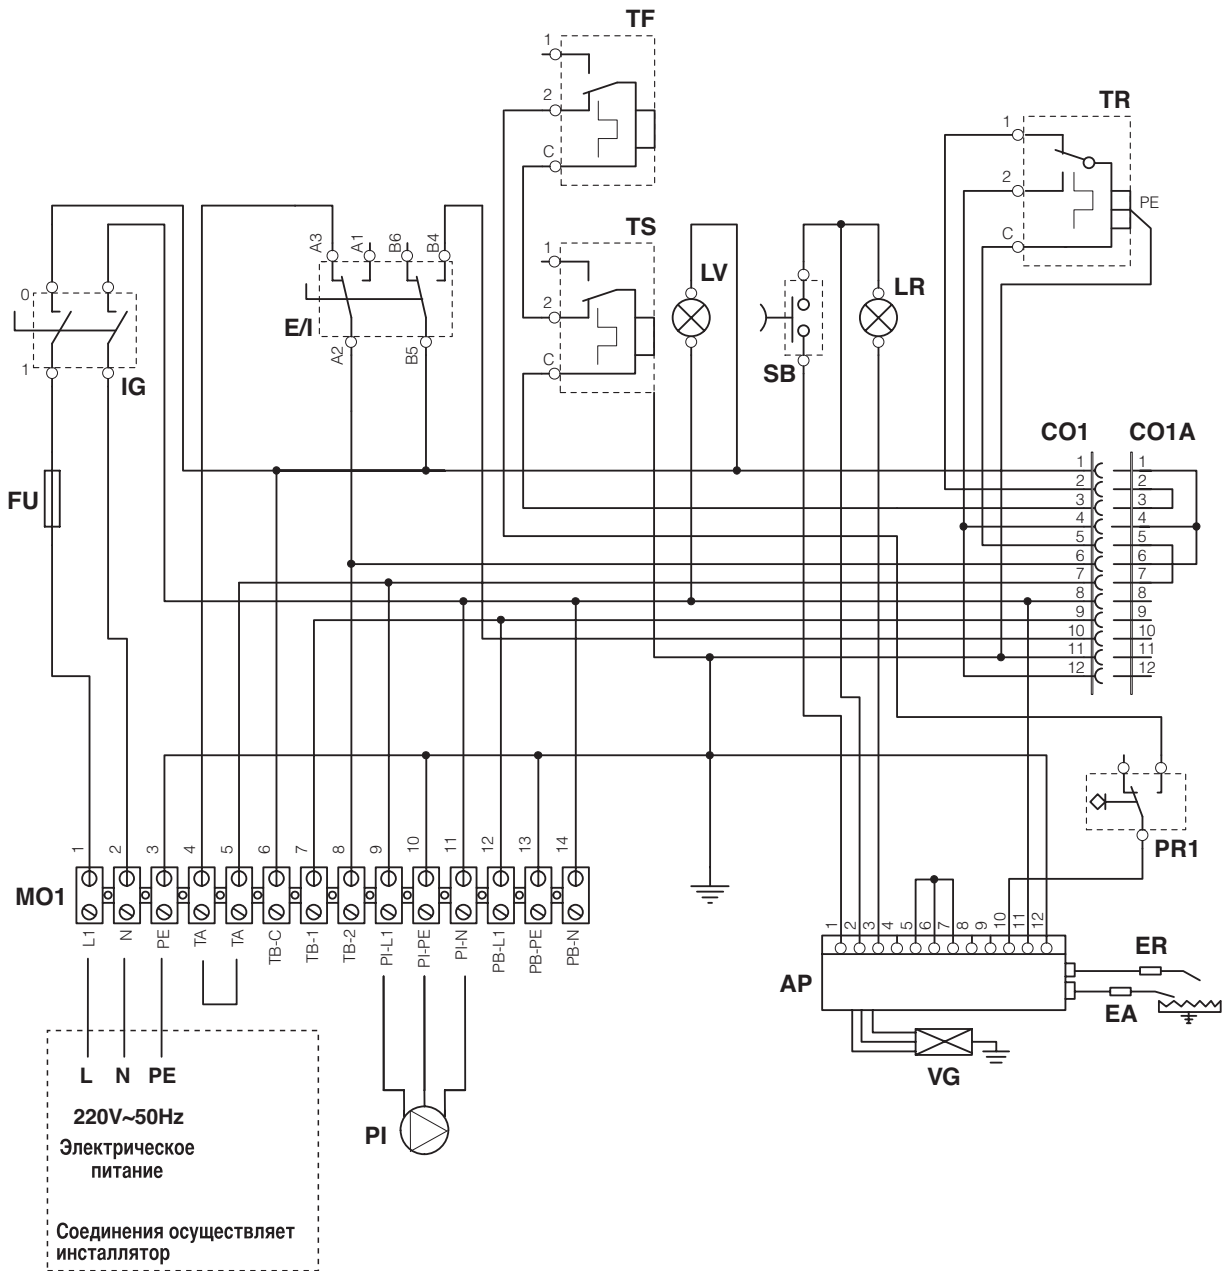 TF
1
2
C
TR
1
2
C
PE
TS
1
2
C
A3
A1
B6
B4
LV
LR
0
E/I
A2
B5
SB
1
IG
CO1
CO1A
FU
1 1
2 2
3 3
4 4
5 5
6 6
7 7
8 8
9 9
10 10
11 11
12 12
PR1
1 2 3 4 5 6 7 8 9 10 11 12 13 14
MO1
L1 N PE TA TA TB-C TB-1 TB-2 PI-L1 PI-PE PI-N PB-L1 PB-PE PB-N
1 2 3 4 5 6 7 8 9 10 11 12
AP
ER
EA
VG
L N PE
220V~50Hz
Электрическое
питание
PI
Соединения осуществляет
инсталлятор